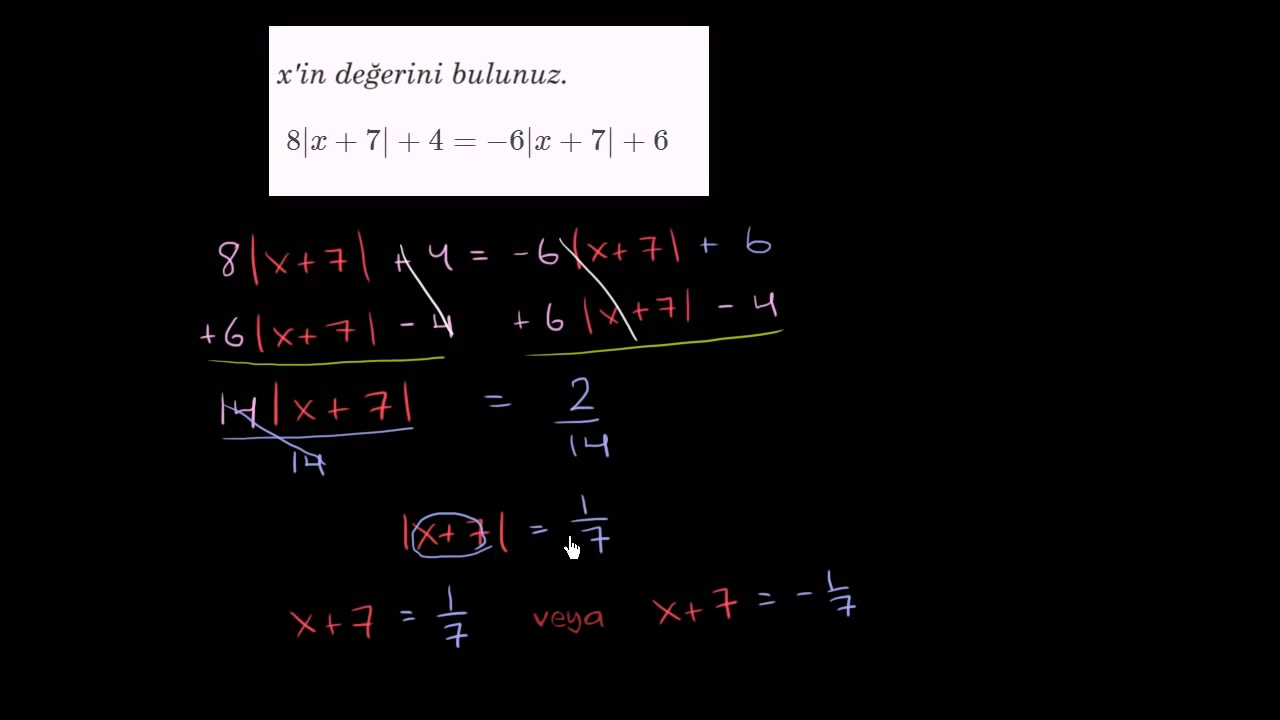 x'in değerini bulunuz.
8|x + 7| + 4 = −6|x + 7| + 6
8|x+7| + 4 = -6|x+7| + 6
+6|x+7| - 4 +6|x+7| - 4
14|x+7| = 2
14 14
|x+7| = 1/7
x+7 = 1/7 veya x+7 = -1/7